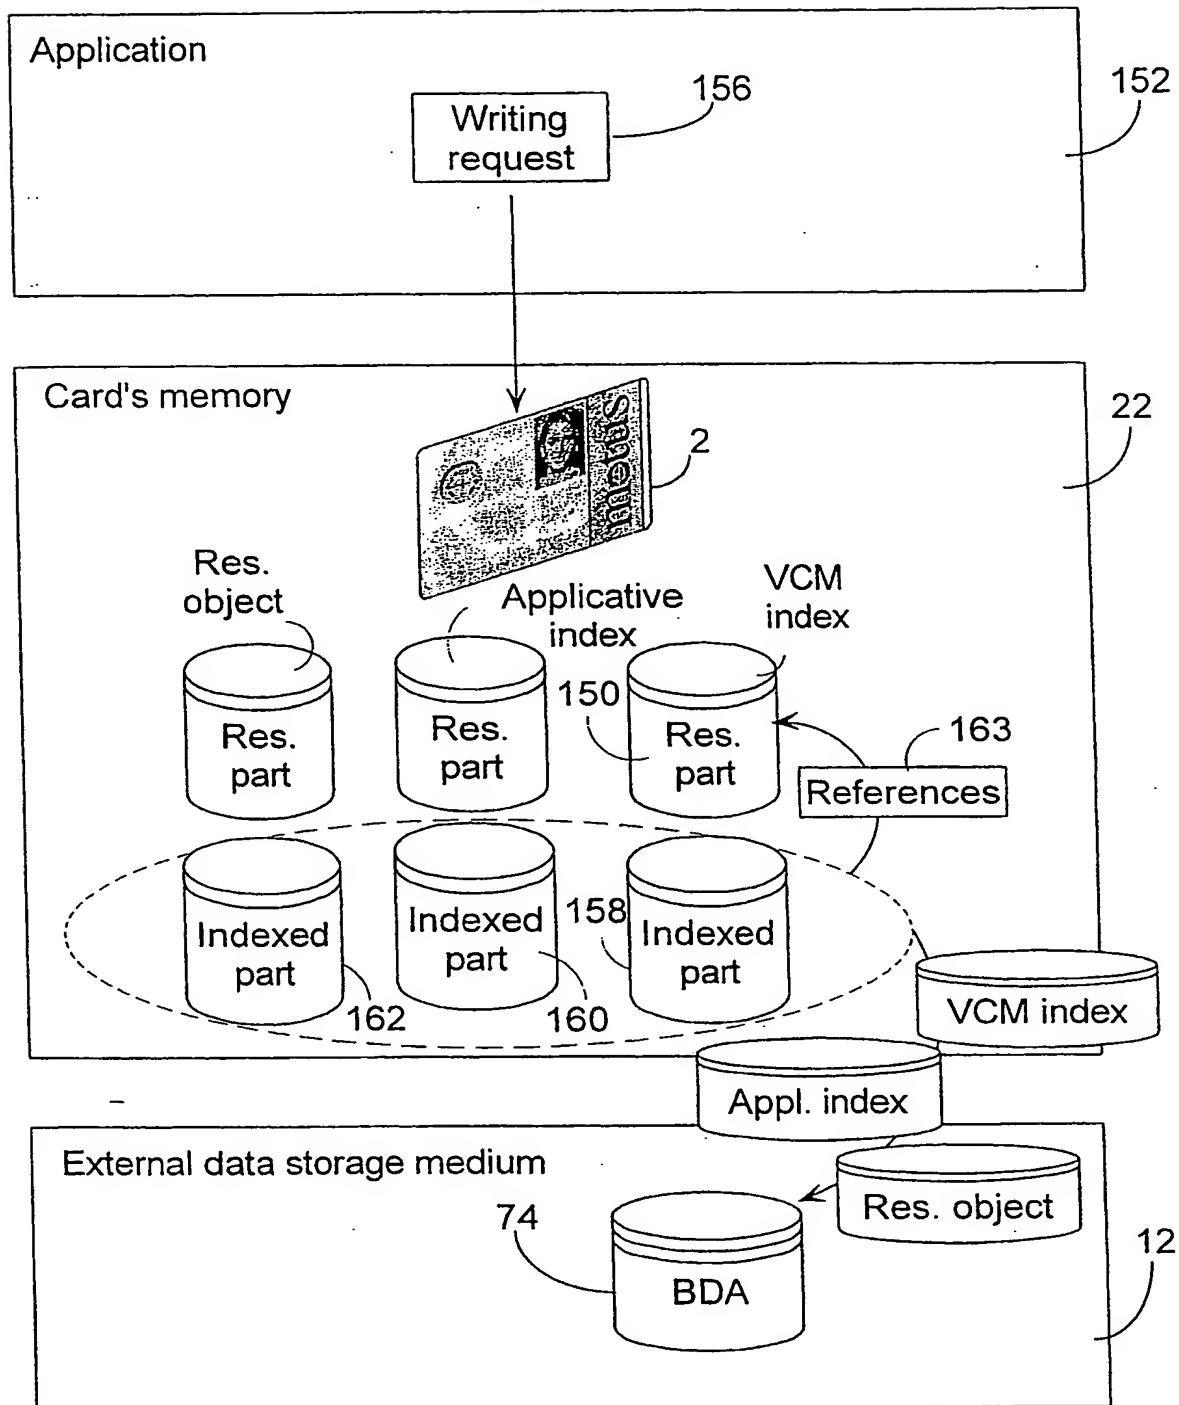 Application
156
152
Writing
request
Card's memory
22
2
Res.
object
Applicative
index
VCM
index
150
Res.
part
Res.
part
Res.
part
163
References
Indexed
part
Indexed
part
158
Indexed
part
162
160
VCM index
Appl. index
External data storage medium
Res. object
74
12
BDA